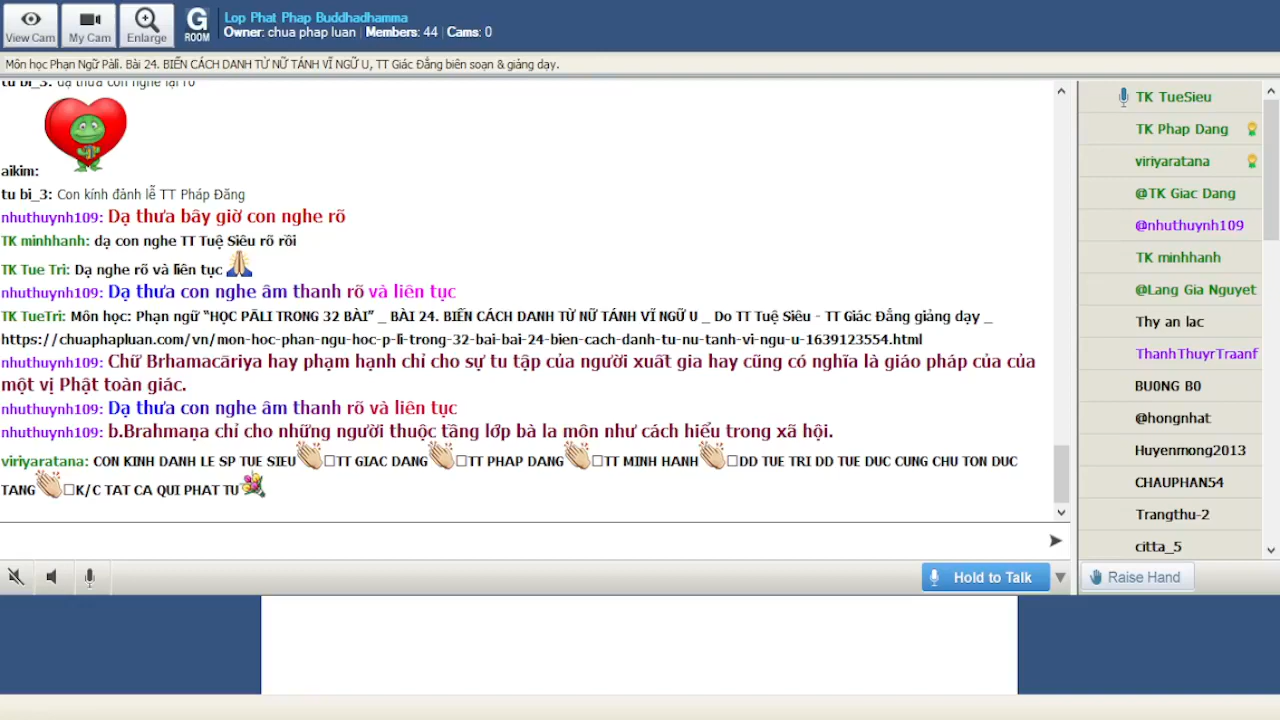 View Cam
My Cam
Enlarge
G
ROOM
Lop Phat Phap Buddhadhamma
Owner: chua phap luan | Members: 44 | Cams: 0
Môn học Phạn Ngữ Pāli. Bài 24. BIẾN CÁCH DANH TỪ NỮ TÁNH VĨ NGỮ U, TT Giác Đẳng biên soạn & giảng dạy.
tu bi_3: dạ thưa con nghe lại rõ
aikim:
tu bi_3: Con kính đảnh lễ TT Pháp Đăng
nhuthuynh109: Dạ thưa bây giờ con nghe rõ
TK minhhanh: dạ con nghe TT Tuệ Siêu rõ rồi
TK Tue Tri: Dạ nghe rõ và liên tục
nhuthuynh109: Dạ thưa con nghe âm thanh rõ và liên tục
TK TueTri: Môn học: Phạn ngữ "HỌC PĀLI TRONG 32 BÀI" _ BÀI 24. BIẾN CÁCH DANH TỪ NỮ TÁNH VĨ NGỮ U _ Do TT Tuệ Siêu - TT Giác Đẳng giảng dạy _
https://chuaphapluan.com/vn/mon-hoc-phan-ngu-hoc-p-li-trong-32-bai-bai-24-bien-cach-danh-tu-nu-tanh-vi-ngu-u-1639123554.html
nhuthuynh109: Chữ Brhamacāriya hay phạm hạnh chỉ cho sự tu tập của người xuất gia hay cũng có nghĩa là giáo pháp của của
một vị Phật toàn giác.
nhuthuynh109: Dạ thưa con nghe âm thanh rõ và liên tục
nhuthuynh109: b.Brahmaṇa chỉ cho những người thuộc tầng lớp bà la môn như cách hiểu trong xã hội.
viriyaratana: CON KINH DANH LE SP TUE SIEU TT GIAC DANG TT PHAP DANG TT MINH HANH DD TUE TRI DD TUE DUC CUNG CHU TON DUC
TANG K/C TAT CA QUI PHAT TU
Hold to Talk
TK TueSieu
TK Phap Dang
viriyaratana
@TK Giac Dang
@nhuthuynh109
TK minhhanh
@Lang Gia Nguyet
Thy an lac
ThanhThuyrTraanf
BU0NG B0
@hongnhat
Huyenmong2013
CHAUPHAN54
Trangthu-2
citta_5
Raise Hand